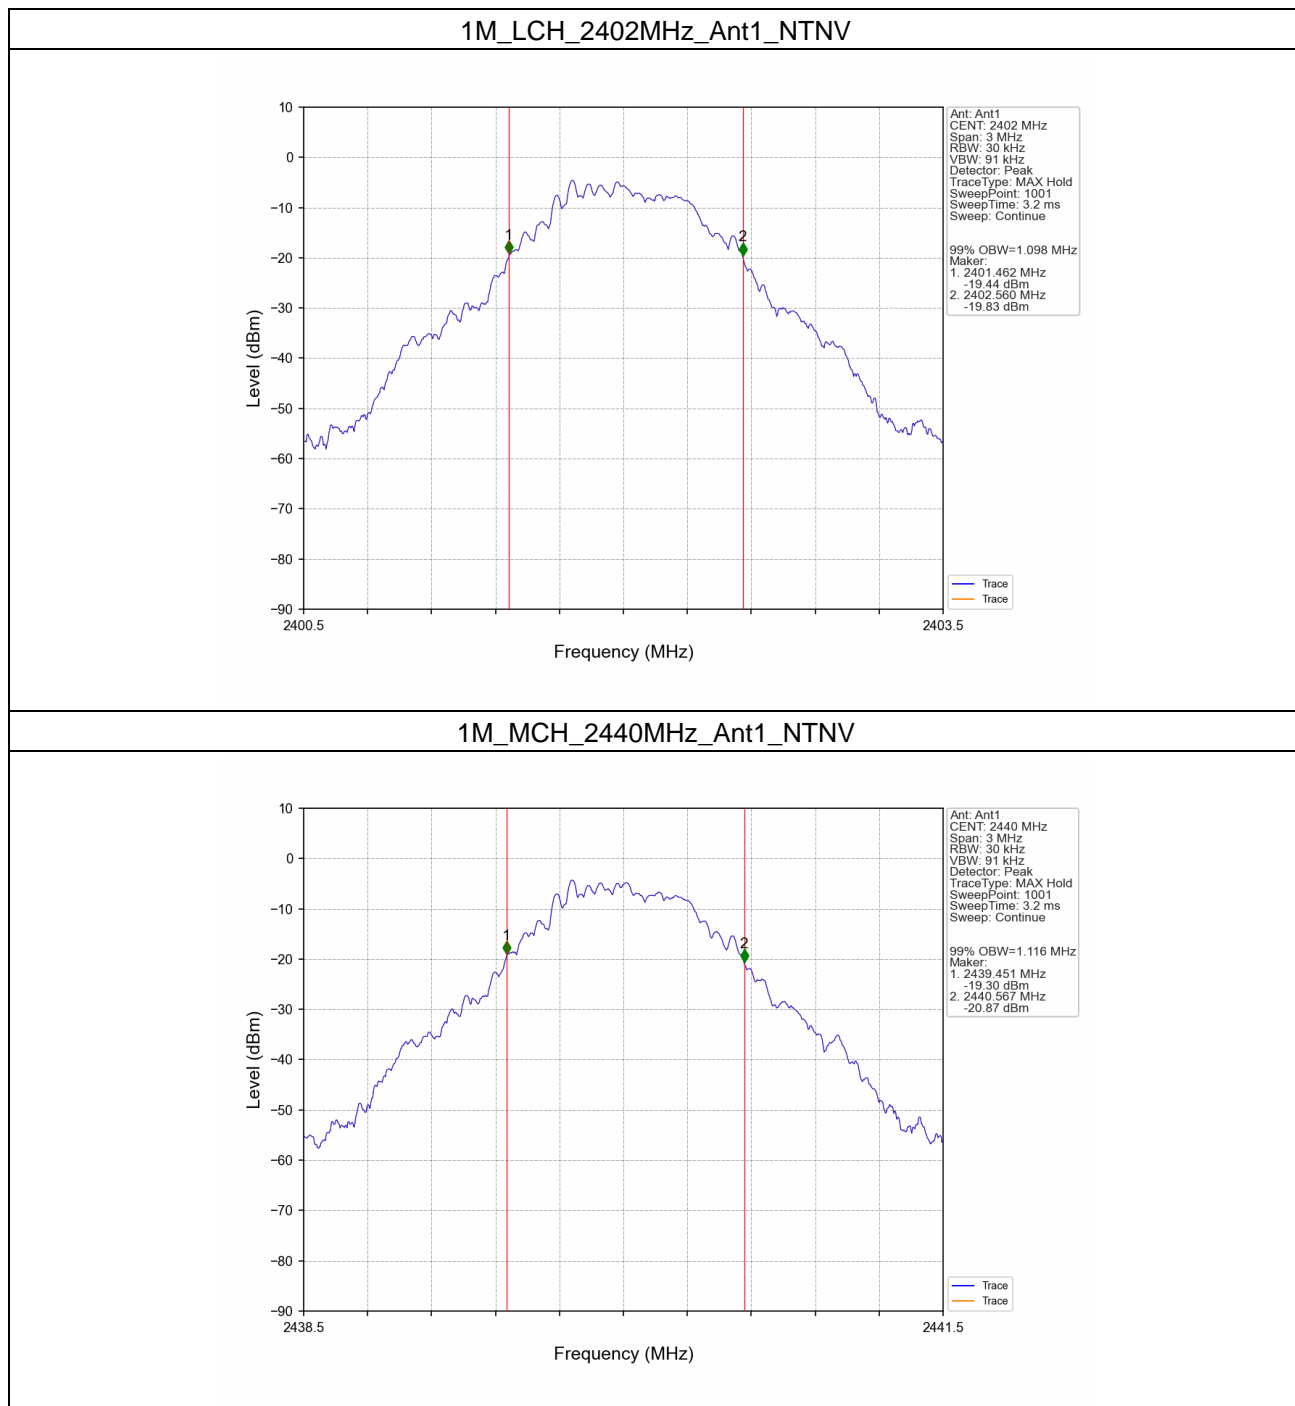 1M_LCH_2402MHz_Ant1_NTNV
10
0
−10
−20
−30
−40
−50
−60
−70
−80
−90
Level (dBm)
1
2
2400.5
2403.5
Frequency (MHz)
Ant: Ant1
CENT: 2402 MHz
Span: 3 MHz
RBW: 30 kHz
VBW: 91 kHz
Detector: Peak
TraceType: MAX Hold
SweepPoint: 1001
SweepTime: 3.2 ms
Sweep: Continue
99% OBW=1.098 MHz
Maker:
1. 2401.462 MHz
-19.44 dBm
2. 2402.560 MHz
-19.83 dBm
Trace
Trace
1M_MCH_2440MHz_Ant1_NTNV
10
0
−10
−20
−30
−40
−50
−60
−70
−80
−90
Level (dBm)
1
2
2438.5
2441.5
Frequency (MHz)
Ant: Ant1
CENT: 2440 MHz
Span: 3 MHz
RBW: 30 kHz
VBW: 91 kHz
Detector: Peak
TraceType: MAX Hold
SweepPoint: 1001
SweepTime: 3.2 ms
Sweep: Continue
99% OBW=1.116 MHz
Maker:
1. 2439.451 MHz
-19.30 dBm
2. 2440.567 MHz
-20.87 dBm
Trace
Trace